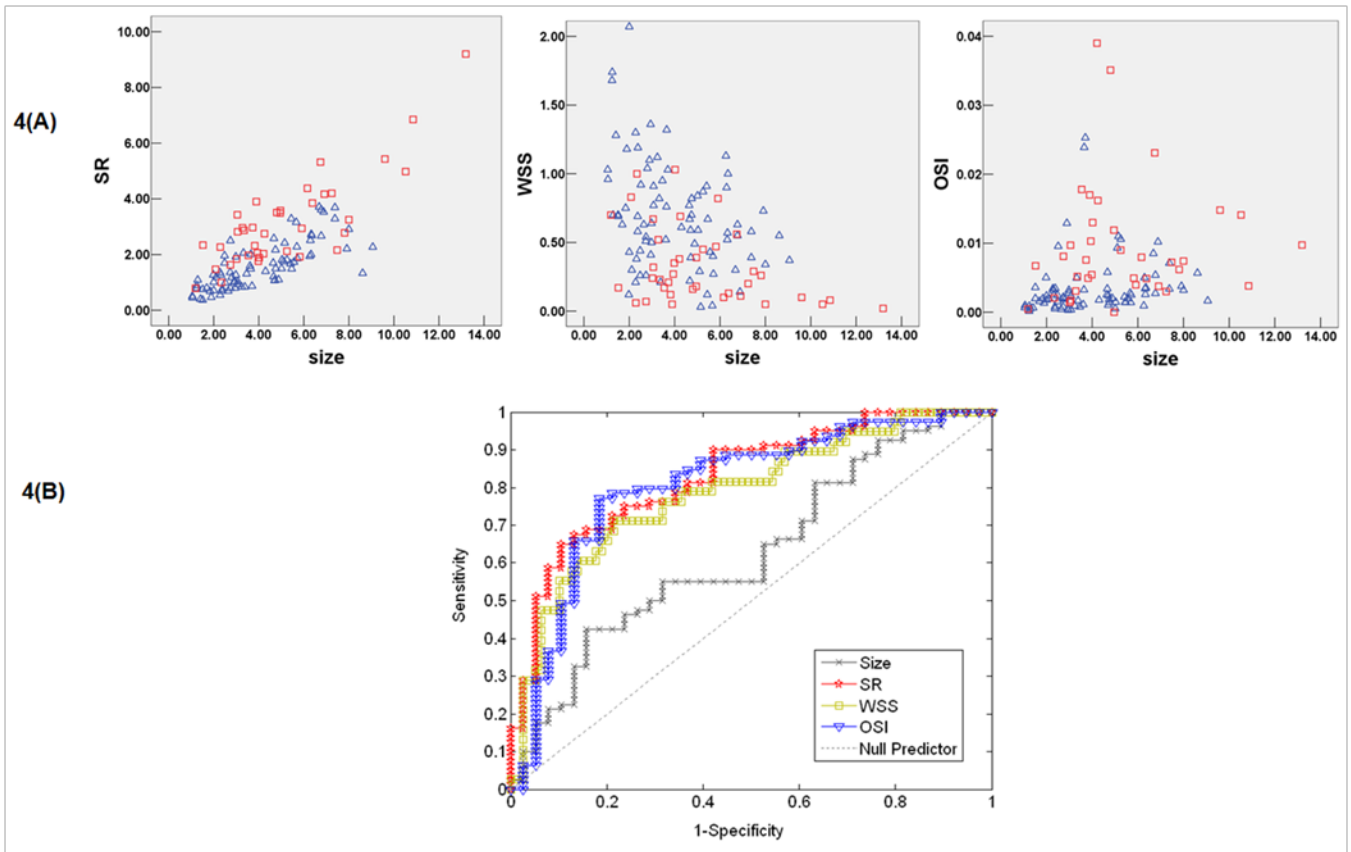 4(A)
SR
10.00
8.00
6.00
4.00
2.00
0.00
0.00 2.00 4.00 6.00 8.00 10.00 12.00 14.00
size
WSS
2.00
1.50
1.00
0.50
0.00
0.00 2.00 4.00 6.00 8.00 10.00 12.00 14.00
size
OSI
0.04
0.03
0.02
0.01
0.00
0.00 2.00 4.00 6.00 8.00 10.00 12.00 14.00
size
4(B)
Sensitivity
1
0.9
0.8
0.7
0.6
0.5
0.4
0.3
0.2
0.1
0
0 0.2 0.4 0.6 0.8 1
1-Specificity
Size
SR
WSS
OSI
Null Predictor